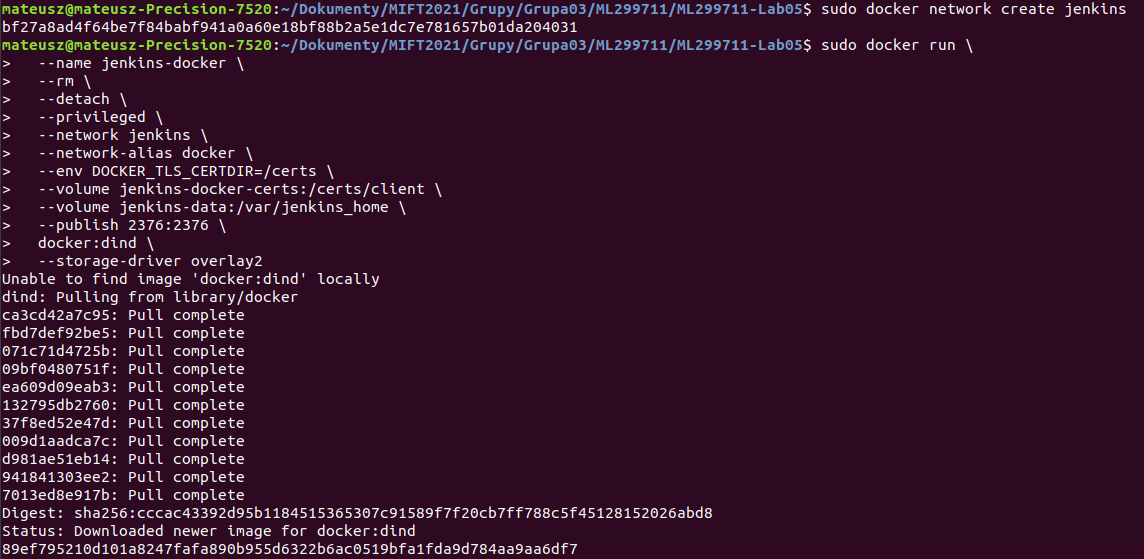 mateusz@mateusz-Precision-7520:~/Dokumenty/MIFT2021/Grupy/Grupa03/ML299711/ML299711-Lab05$ sudo docker network create jenkins
bf27a8ad4f64be7f84babf941a0a60e18bf88b2a5e1dc7e781657b01da204031
mateusz@mateusz-Precision-7520:~/Dokumenty/MIFT2021/Grupy/Grupa03/ML299711/ML299711-Lab05$ sudo docker run \
>   --name jenkins-docker \
>   --rm \
>   --detach \
>   --privileged \
>   --network jenkins \
>   --network-alias docker \
>   --env DOCKER_TLS_CERTDIR=/certs \
>   --volume jenkins-docker-certs:/certs/client \
>   --volume jenkins-data:/var/jenkins_home \
>   --publish 2376:2376 \
>   docker:dind \
>   --storage-driver overlay2
Unable to find image 'docker:dind' locally
dind: Pulling from library/docker
ca3cd42a7c95: Pull complete
fbd7def92be5: Pull complete
071c71d4725b: Pull complete
09bf0480751f: Pull complete
ea609d09eab3: Pull complete
132795db2760: Pull complete
37f8ed52e47d: Pull complete
009d1aadca7c: Pull complete
d981ae51eb14: Pull complete
941841303ee2: Pull complete
7013ed8e917b: Pull complete
Digest: sha256:cccac43392d95b1184515365307c91589f7f20cb7ff788c5f45128152026abd8
Status: Downloaded newer image for docker:dind
89ef795210d101a8247fafa890b955d6322b6ac0519bfa1fda9d784aa9aa6df7